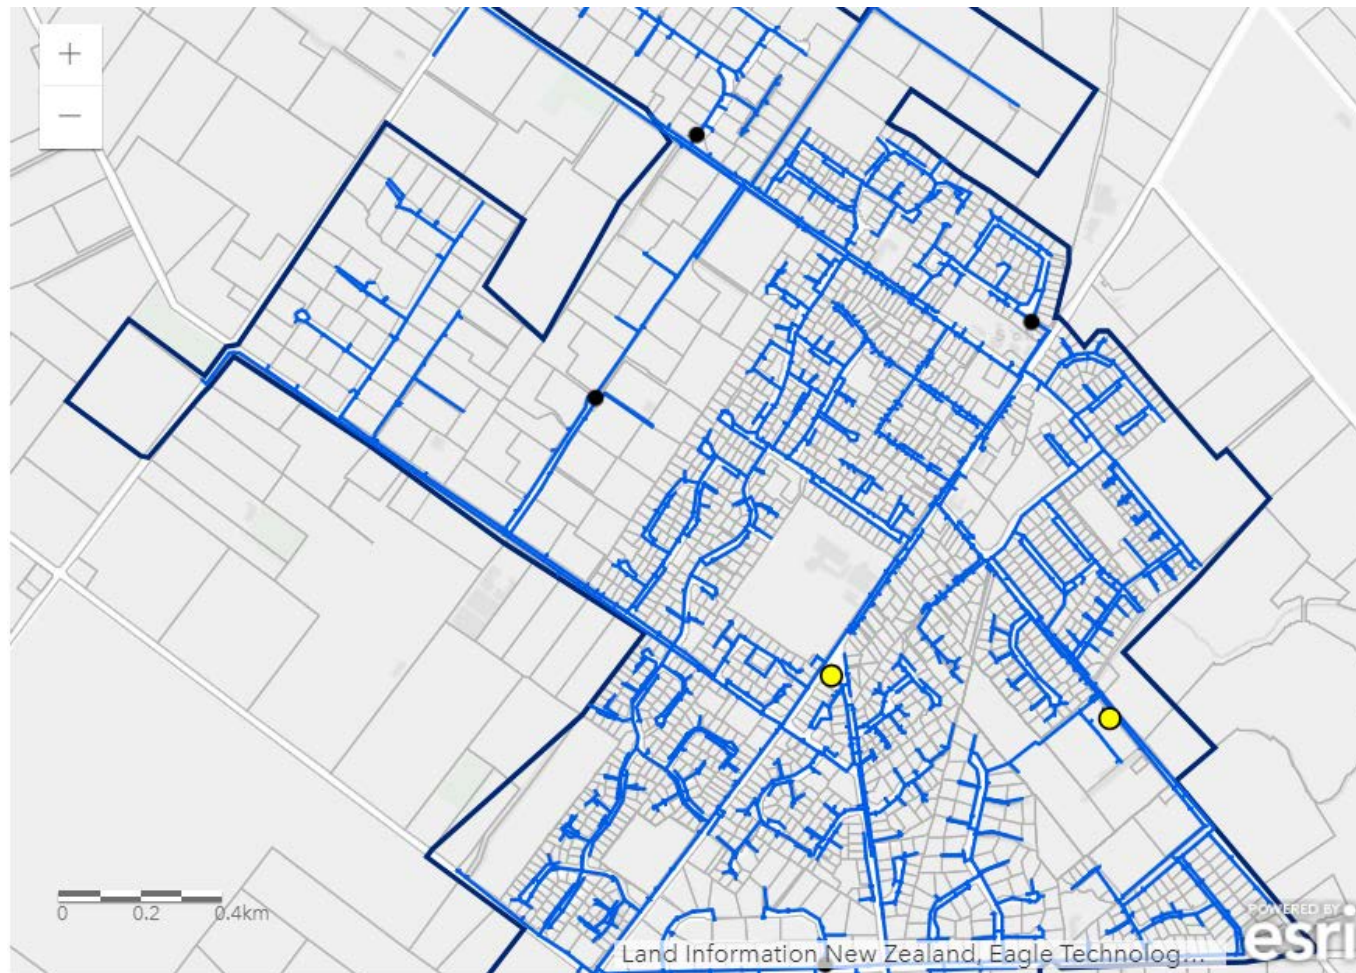 +
−
0 0.2 0.4km
Land Information New Zealand, Eagle Technolog...
POWERED BY
esri